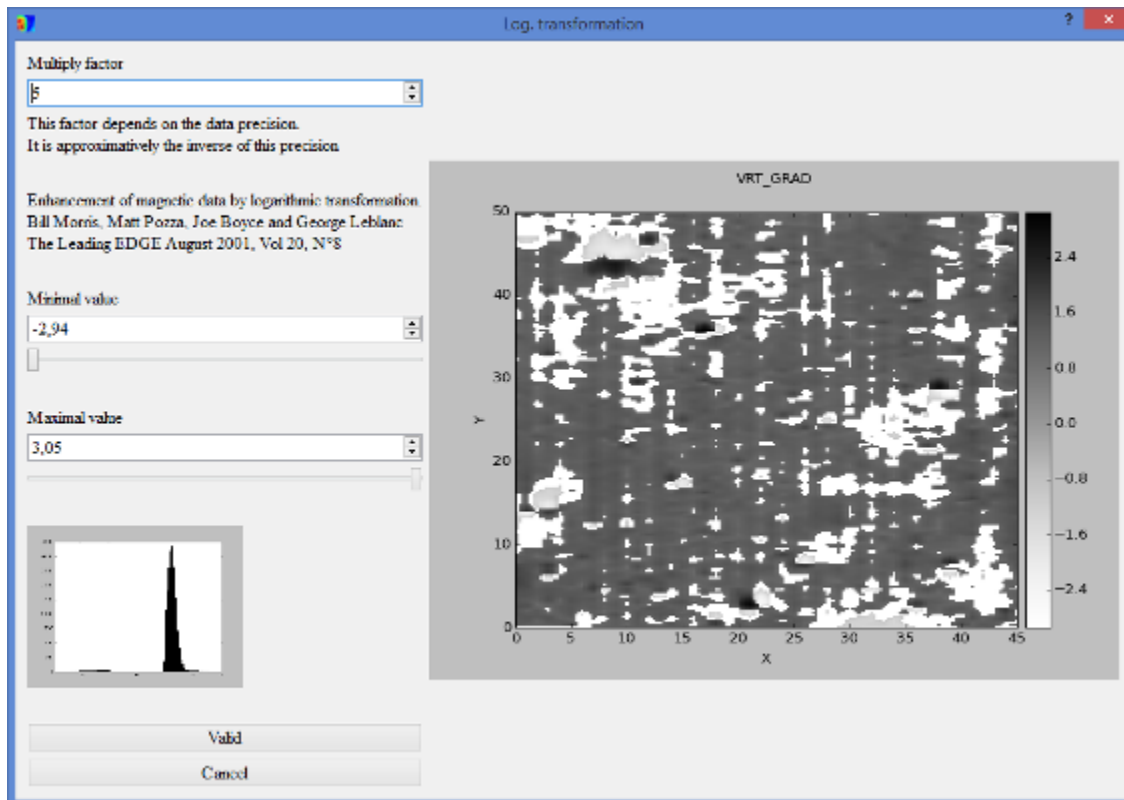 Log. transformation
?
×
Multiply factor
5
This factor depends on the data precision.
It is approximatively the inverse of this precision
Enhancement of magnetic data by logarithmic transformation.
Bill Morris, Matt Pozza, Joe Boyce and George Leblanc
The Leading EDGE August 2001, Vol 20, N°8
Minimal value
-2,94
Maximal value
3,05
Valid
Cancel
VRT_GRAD
50
40
30
20
10
0
Y
0 5 10 15 20 25 30 35 40 45
X
2.4
1.6
0.8
0.0
−0.8
−1.6
−2.4